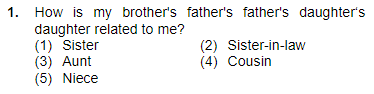 1. How is my brother's father's father's daughter's
daughter related to me?
(1) Sister (2) Sister-in-law
(3) Aunt (4) Cousin
(5) Niece